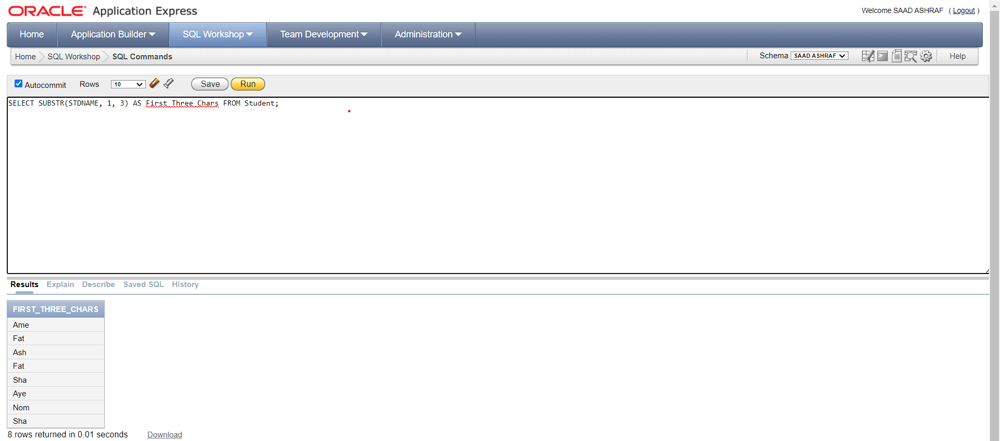 ORACLE Application Express
Welcome SAAD ASHRAF ( Logout )
Home Application Builder SQL Workshop Team Development Administration
Home SQL Workshop SQL Commands Schema SAAD ASHRAF Help
Autocommit Rows 10 Save Run
SELECT SUBSTR(STDNAME, 1, 3) AS First_Three_Chars FROM Student;
Results Explain Describe Saved SQL History
FIRST_THREE_CHARS
Ame
Fat
Ash
Fat
Sha
Aye
Nom
Sha
8 rows returned in 0.01 seconds Download